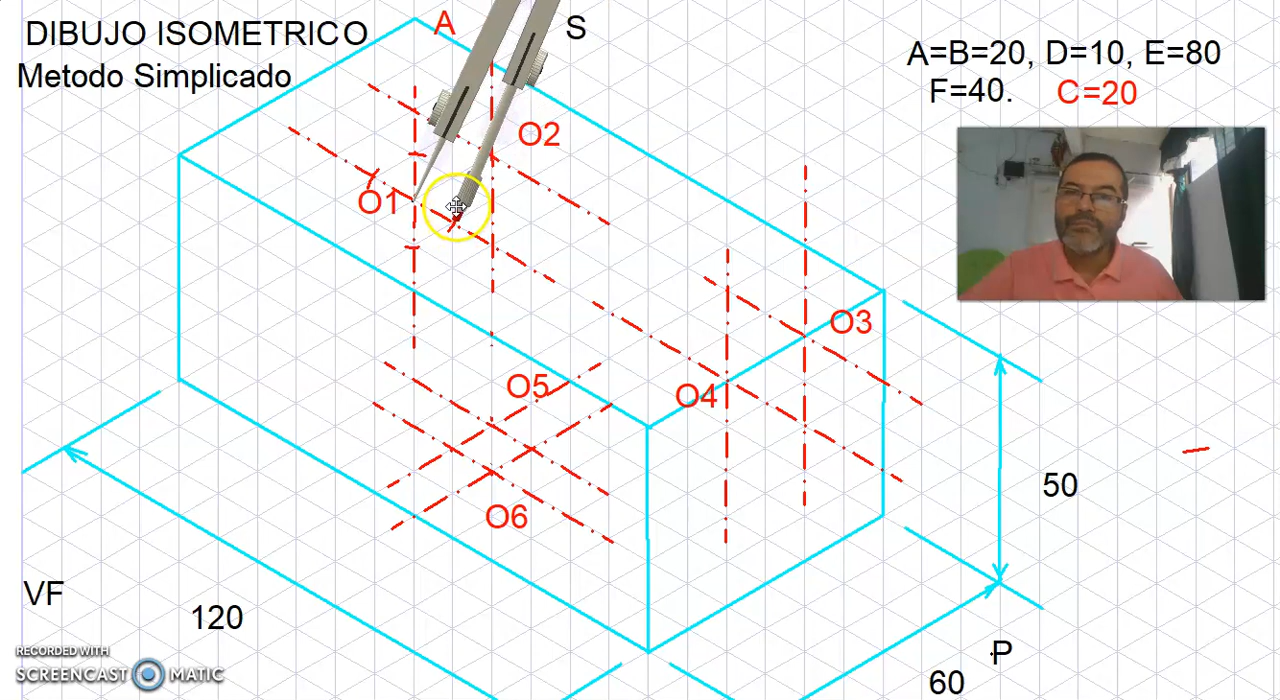 DIBUJO ISOMETRICO
Metodo Simplicado
A
S
A=B=20, D=10, E=80
F=40. C=20
O2
O1
O3
O4
O5
O6
50
VF
120
P
60
RECORDED WITH
SCREENCAST MATIC